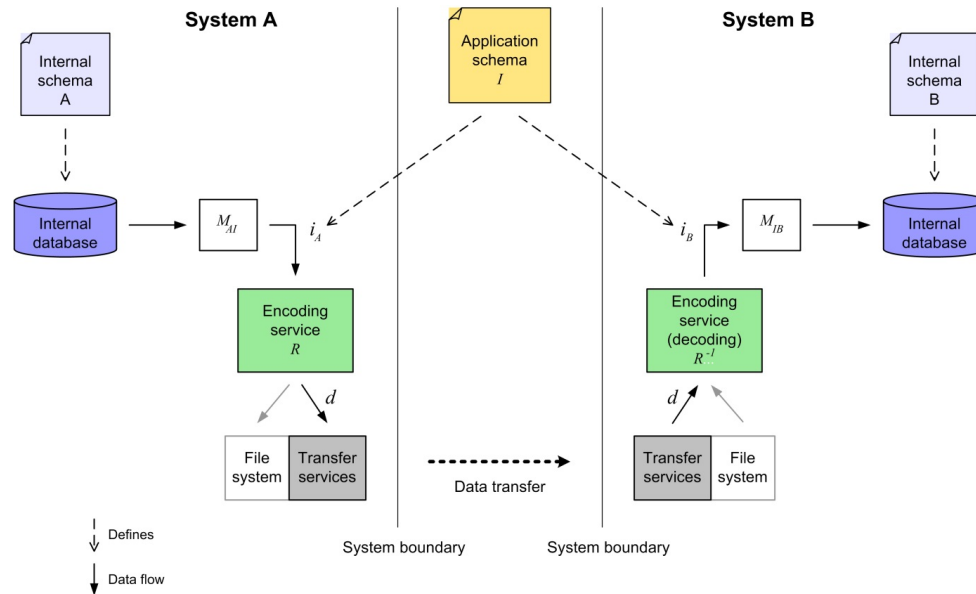 System A
System B
Internal
schema
A
Application
schema
I
Internal
schema
B
Internal
database
M_AI
i_A
i_B
M_IB
Internal
database
Encoding
service
R
Encoding
service
(decoding)
R^-1
d
d
File
system
Transfer
services
Data transfer
Transfer
services
File
system
Defines
Data flow
System boundary
System boundary